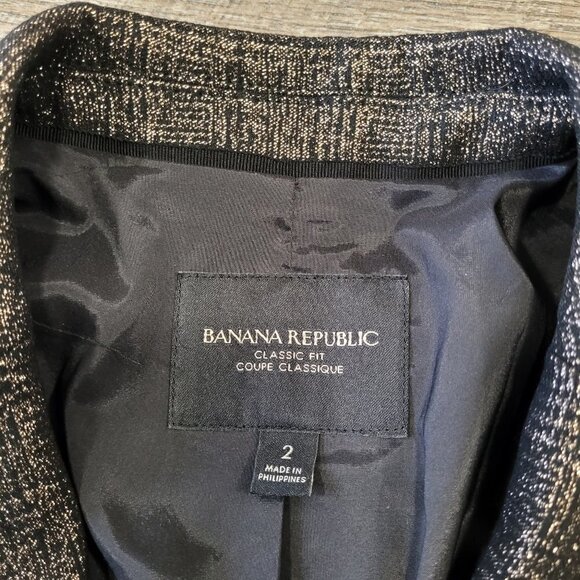 BANANA REPUBLIC
CLASSIC FIT
COUPE CLASSIQUE
2
MADE IN
PHILIPPINES